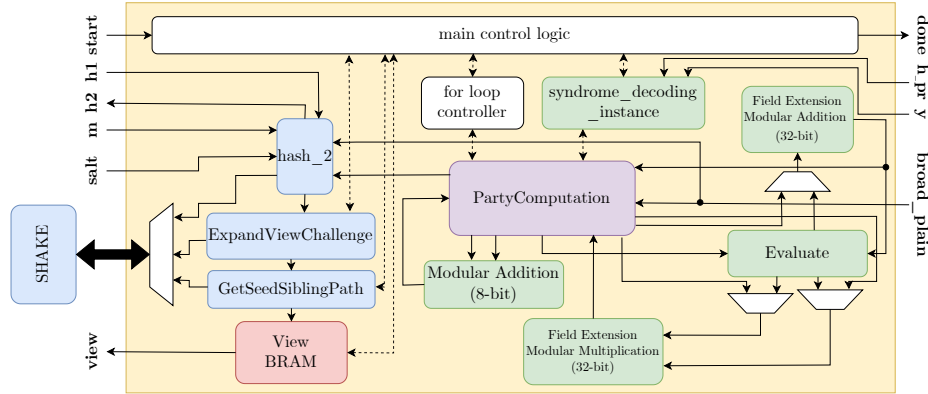 start
h1
h2
m
salt
SHAKE
view
main control logic
for loop
controller
syndrome_decoding
_instance
Field Extension
Modular Addition
(32-bit)
hash_2
PartyComputation
ExpandViewChallenge
GetSeedSiblingPath
View
BRAM
Modular Addition
(8-bit)
Evaluate
Field Extension
Modular Multiplication
(32-bit)
done
h_pr
y
broad_plain